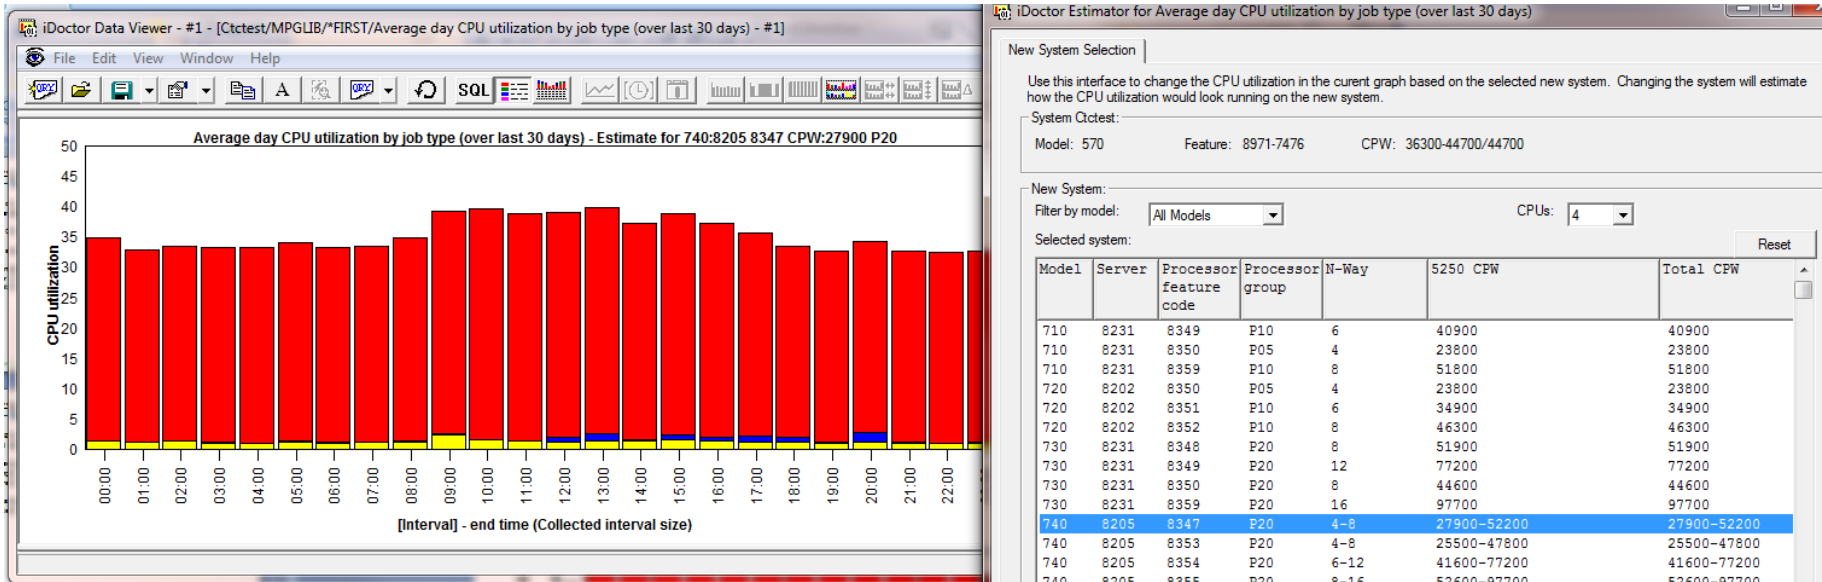 iDoctor Data Viewer - #1 - [Ctctest/MPGLIB/*FIRST/Average day CPU utilization by job type (over last 30 days) - #1]
File Edit View Window Help
QRY A QRY SQL
Average day CPU utilization by job type (over last 30 days) - Estimate for 740:8205 8347 CPW:27900 P20
CPU utilization
50
45
40
35
30
25
20
15
10
5
0
00:00 01:00 02:00 03:00 04:00 05:00 06:00 07:00 08:00 09:00 10:00 11:00 12:00 13:00 14:00 15:00 16:00 17:00 18:00 19:00 20:00 21:00 22:00
[Interval] - end time (Collected interval size)
iDoctor Estimator for Average day CPU utilization by job type (over last 30 days)
New System Selection
Use this interface to change the CPU utilization in the curent graph based on the selected new system. Changing the system will estimate
how the CPU utilization would look running on the new system.
System Ctctest:
Model: 570 Feature: 8971-7476 CPW: 36300-44700/44700
New System:
Filter by model: All Models CPUs: 4
Selected system:
Reset
Model Server Processor Processor N-Way 5250 CPW Total CPW
feature group
code
710 8231 8349 P10 6 40900 40900
710 8231 8350 P05 4 23800 23800
710 8231 8359 P10 8 51800 51800
720 8202 8350 P05 4 23800 23800
720 8202 8351 P10 6 34900 34900
720 8202 8352 P10 8 46300 46300
730 8231 8348 P20 8 51900 51900
730 8231 8349 P20 12 77200 77200
730 8231 8350 P20 8 44600 44600
730 8231 8359 P20 16 97700 97700
740 8205 8347 P20 4-8 27900-52200 27900-52200
740 8205 8353 P20 4-8 25500-47800 25500-47800
740 8205 8354 P20 6-12 41600-77200 41600-77200
740 8205 8355 P20 8-16 52600-97700 52600-97700